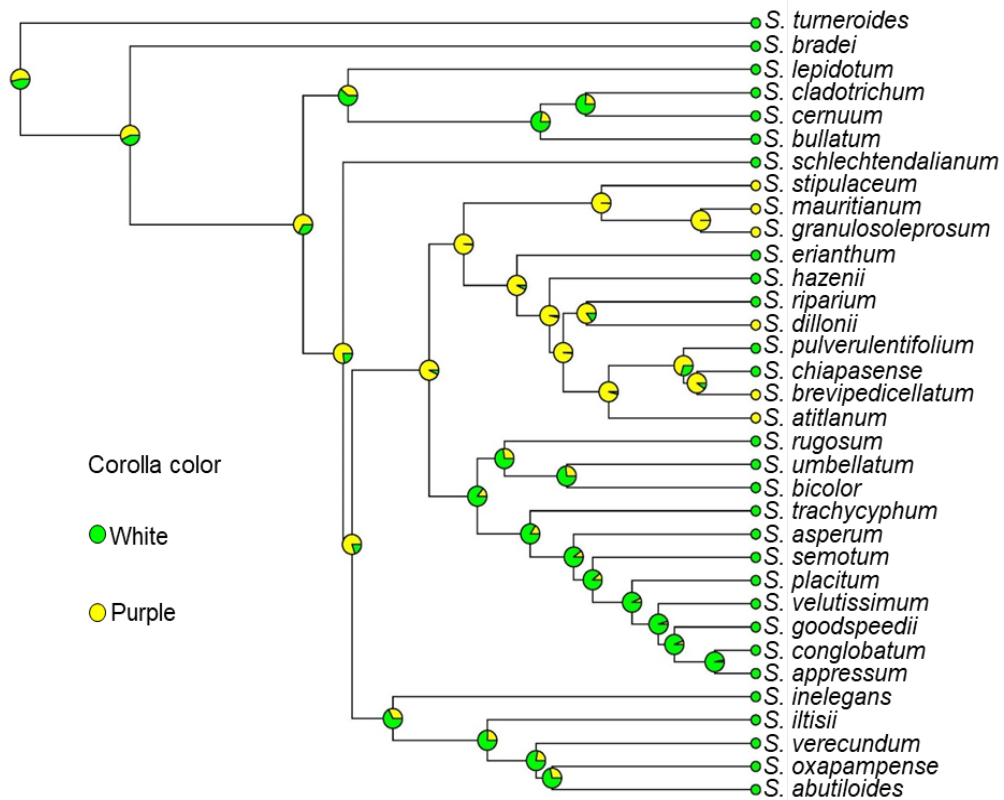 S. turneroides
S. bradei
S. lepidotum
S. cladotrichum
S. cernuum
S. bullatum
S. schlechtendalianum
S. stipulaceum
S. mauritianum
S. granulosoleprosum
S. erianthum
S. hazenii
S. riparium
S. dillonii
S. pulverulentifolium
S. chiapasense
S. brevipedicellatum
S. atitlanum
S. rugosum
S. umbellatum
S. bicolor
S. trachycyphum
S. asperum
S. semotum
S. placitum
S. velutissimum
S. goodspeedii
S. conglobatum
S. appressum
S. inelegans
S. iltisii
S. verecundum
S. oxapampense
S. abutiloides
Corolla color
White
Purple